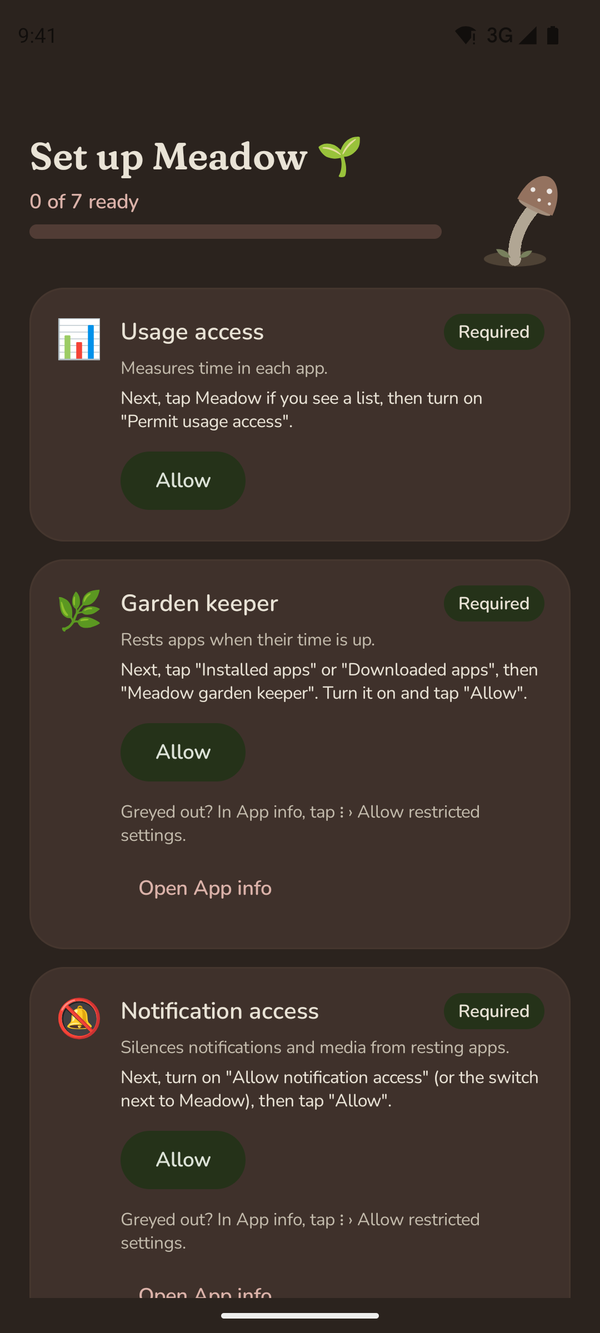 9:41
3G
Set up Meadow 🌱
0 of 7 ready
Usage access
Required
Measures time in each app.
Next, tap Meadow if you see a list, then turn on
"Permit usage access".
Allow
Garden keeper
Required
Rests apps when their time is up.
Next, tap "Installed apps" or "Downloaded apps", then
"Meadow garden keeper". Turn it on and tap "Allow".
Allow
Greyed out? In App info, tap ⋮ › Allow restricted
settings.
Open App info
Notification access
Required
Silences notifications and media from resting apps.
Next, turn on "Allow notification access" (or the switch
next to Meadow), then tap "Allow".
Allow
Greyed out? In App info, tap ⋮ › Allow restricted
settings.
Open App info